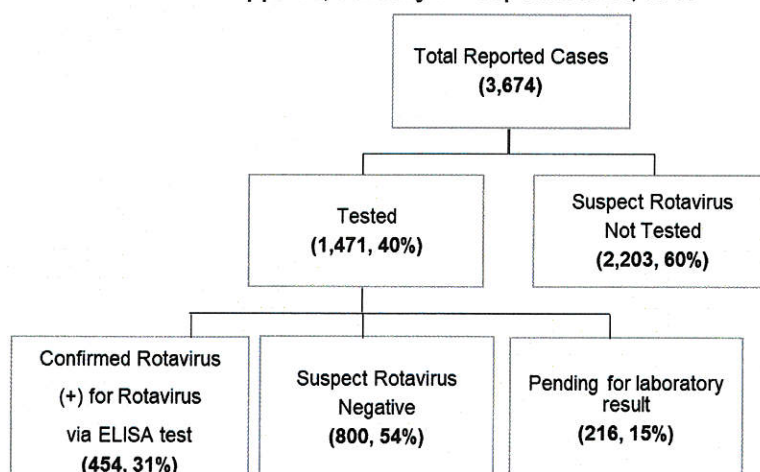 Total Reported Cases
(3,674)
Tested
(1,471, 40%)
Suspect Rotavirus
Not Tested
(2,203, 60%)
Confirmed Rotavirus
(+) for Rotavirus
via ELISA test
(454, 31%)
Suspect Rotavirus
Negative
(800, 54%)
Pending for laboratory
result
(216, 15%)